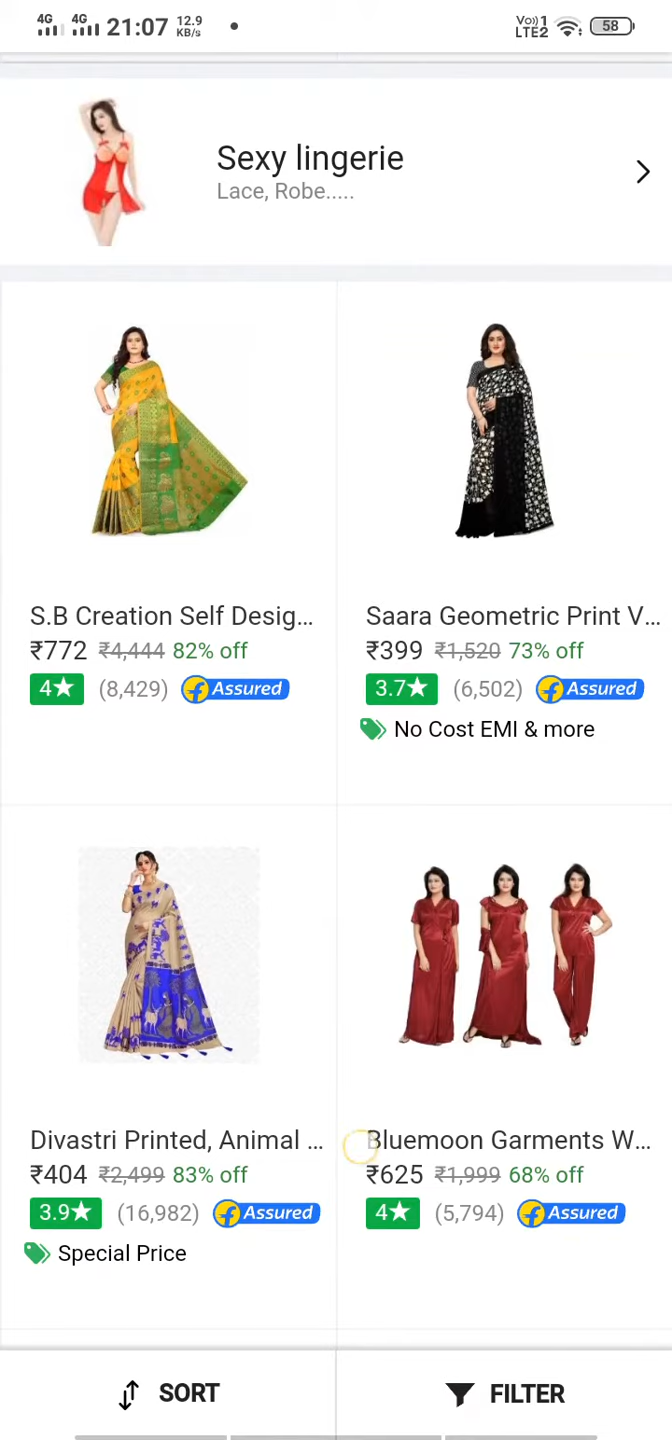 4G 4G 21:07 12.9 KB/s
Vo)) 1 LTE2 58
Sexy lingerie
Lace, Robe.....
S.B Creation Self Desig...
₹772 ₹4,444 82% off
4★ (8,429) f Assured
Saara Geometric Print V...
₹399 ₹1,520 73% off
3.7★ (6,502) f Assured
No Cost EMI & more
Divastri Printed, Animal ...
₹404 ₹2,499 83% off
3.9★ (16,982) f Assured
Special Price
Bluemoon Garments W...
₹625 ₹1,999 68% off
4★ (5,794) f Assured
SORT
FILTER